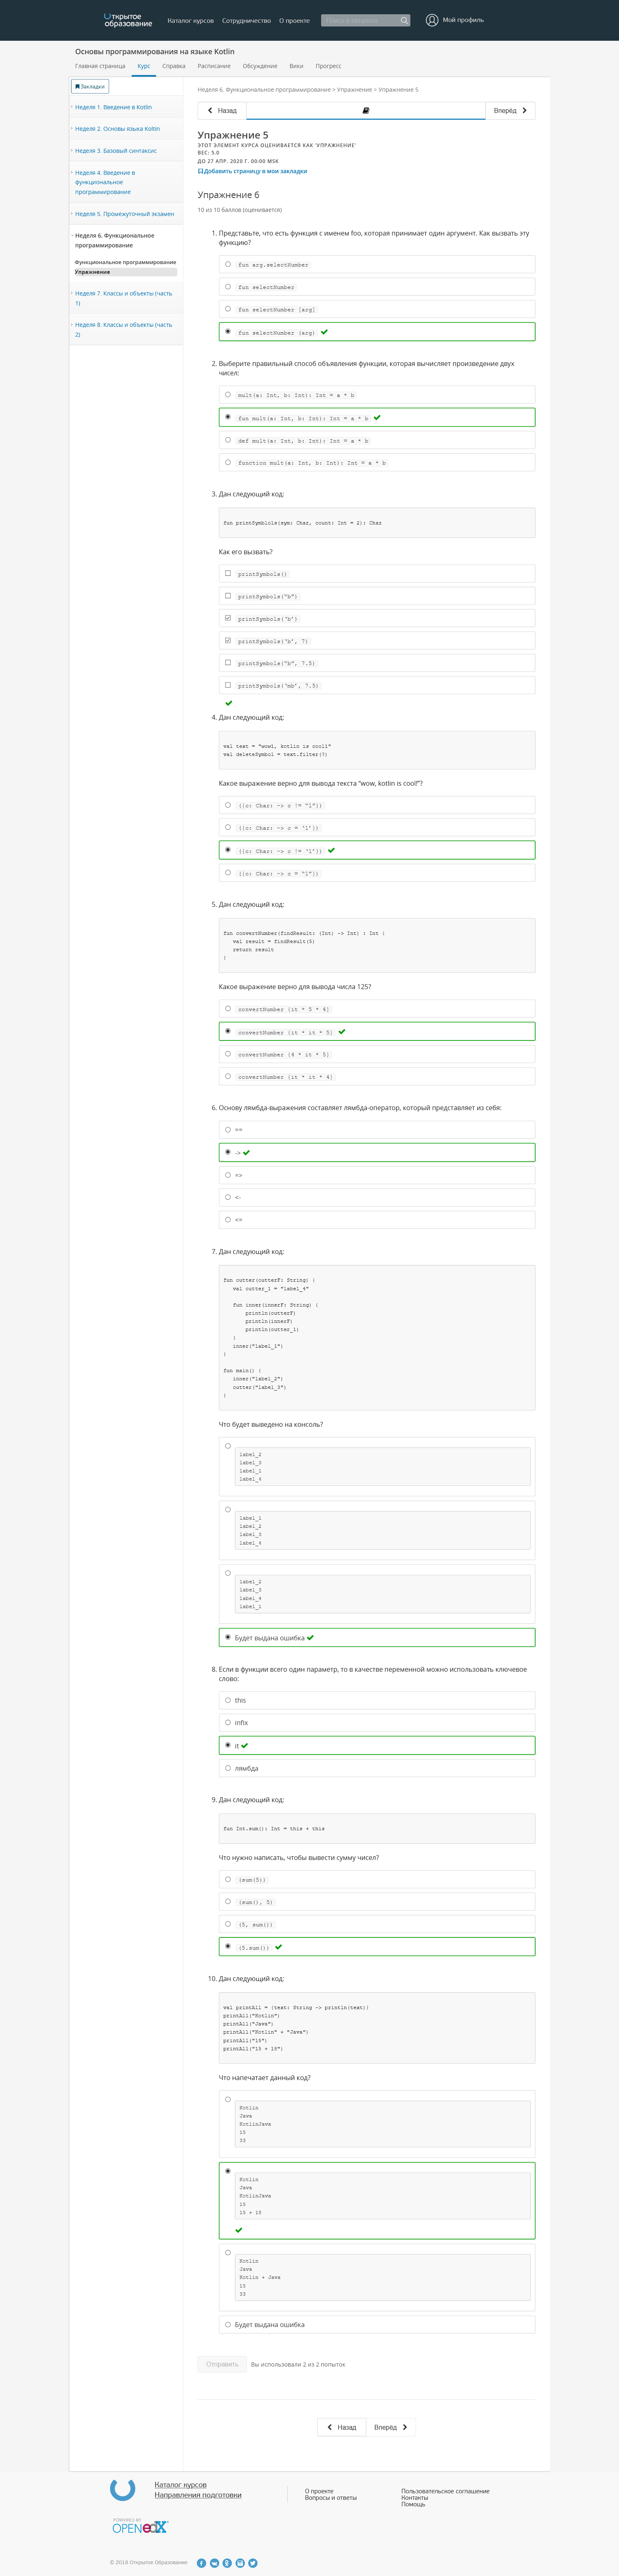 Открытое
образование
Каталог курсов
Сотрудничество
О проекте
Поиск в каталоге
Мой профиль
Основы программирования на языке Kotlin
Главная страница
Курс
Справка
Расписание
Обсуждение
Вики
Прогресс
Закладки
Неделя 1. Введение в Kotlin
Неделя 2. Основы языка Koltin
Неделя 3. Базовый синтаксис
Неделя 4. Введение в
функциональное
программирование
Неделя 5. Промежуточный экзамен
Неделя 6. Функциональное
программирование
Функциональное программирование
Упражнение
Неделя 7. Классы и объекты (часть
1)
Неделя 8. Классы и объекты (часть
2)
Неделя 6. Функциональное программирование > Упражнение > Упражнение 5
Назад
Вперёд
Упражнение 5
ЭТОТ ЭЛЕМЕНТ КУРСА ОЦЕНИВАЕТСЯ КАК 'УПРАЖНЕНИЕ'
ВЕС: 5.0
ДО 27 АПР. 2020 Г. 00:00 MSK
Добавить страницу в мои закладки
Упражнение 6
10 из 10 баллов (оценивается)
1. Представьте, что есть функция с именем foo, которая принимает один аргумент. Как вызвать эту
функцию?
fun arg.selectNumber
fun selectNumber
fun selectNumber [arg]
fun selectNumber (arg)
2. Выберите правильный способ объявления функции, которая вычисляет произведение двух
чисел:
mult(a: Int, b: Int): Int = a * b
fun mult(a: Int, b: Int): Int = a * b
def mult(a: Int, b: Int): Int = a * b
function mult(a: Int, b: Int): Int = a * b
3. Дан следующий код:
fun printSymblols(sym: Char, count: Int = 2): Char
Как его вызвать?
printSymbols()
printSymbols("b")
printSymbols('b')
printSymbols('b', 7)
printSymbols("b", 7.5)
printSymbols('mb', 7.5)
4. Дан следующий код:
val text = "wow1, kotlin is cool1"
val deleteSymbol = text.filter(?)
Какое выражение верно для вывода текста “wow, kotlin is cool!”?
({c: Char: -> c != "1"})
({c: Char: -> c = '1'})
({c: Char: -> c != '1'})
({c: Char: -> c = "1"})
5. Дан следующий код:
fun convertNumber(findResult: (Int) -> Int) : Int {
val result = findResult(5)
return result
}
Какое выражение верно для вывода числа 125?
convertNumber {it * 5 * 4}
convertNumber {it * it * 5}
convertNumber {4 * it * 5}
convertNumber {it * it * 4}
6. Основу лямбда-выражения составляет лямбда-оператор, который представляет из себя:
==
->
=>
<-
<=
7. Дан следующий код:
fun outter(outterF: String) {
val outter_1 = "label_4"
fun inner(innerF: String) {
println(outterF)
println(innerF)
println(outter_1)
}
inner("label_1")
}
fun main() {
inner("label_2")
outter("label_3")
}
Что будет выведено на консоль?
label_2
label_3
label_1
label_4
label_1
label_2
label_3
label_4
label_2
label_3
label_4
label_1
Будет выдана ошибка
8. Если в функции всего один параметр, то в качестве переменной можно использовать ключевое
слово:
this
infix
it
лямбда
9. Дан следующий код:
fun Int.sum(): Int = this + this
Что нужно написать, чтобы вывести сумму чисел?
(sum(5))
(sum(), 5)
(5, sum())
(5.sum())
10. Дан следующий код:
val printAll = {text: String -> println(text)}
printAll("Kotlin")
printAll("Java")
printAll("Kotlin" + "Java")
printAll("15")
printAll("15 + 18")
Что напечатает данный код?
Kotlin
Java
KotlinJava
15
33
Kotlin
Java
KotlinJava
15
15 + 18
Kotlin
Java
Kotlin + Java
15
33
Будет выдана ошибка
Отправить
Вы использовали 2 из 2 попыток
Назад
Вперёд
Каталог курсов
Направления подготовки
О проекте
Вопросы и ответы
Пользовательское соглашение
Контакты
Помощь
POWERED BY
OPEN edX
© 2018 Открытое Образование